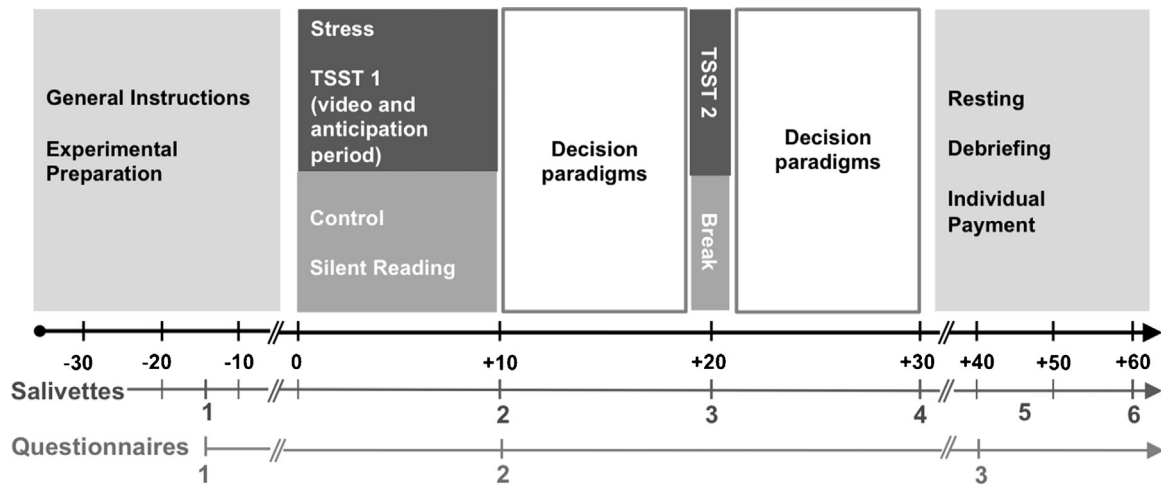 General Instructions
Experimental
Preparation
Stress
TSST 1
(video and
anticipation
period)
Control
Silent Reading
Decision
paradigms
TSST 2
Break
Decision
paradigms
Resting
Debriefing
Individual
Payment
-30 -20 -10 0 +10 +20 +30 +40 +50 +60
Salivettes 1 2 3 4 5 6
Questionnaires 1 2 3